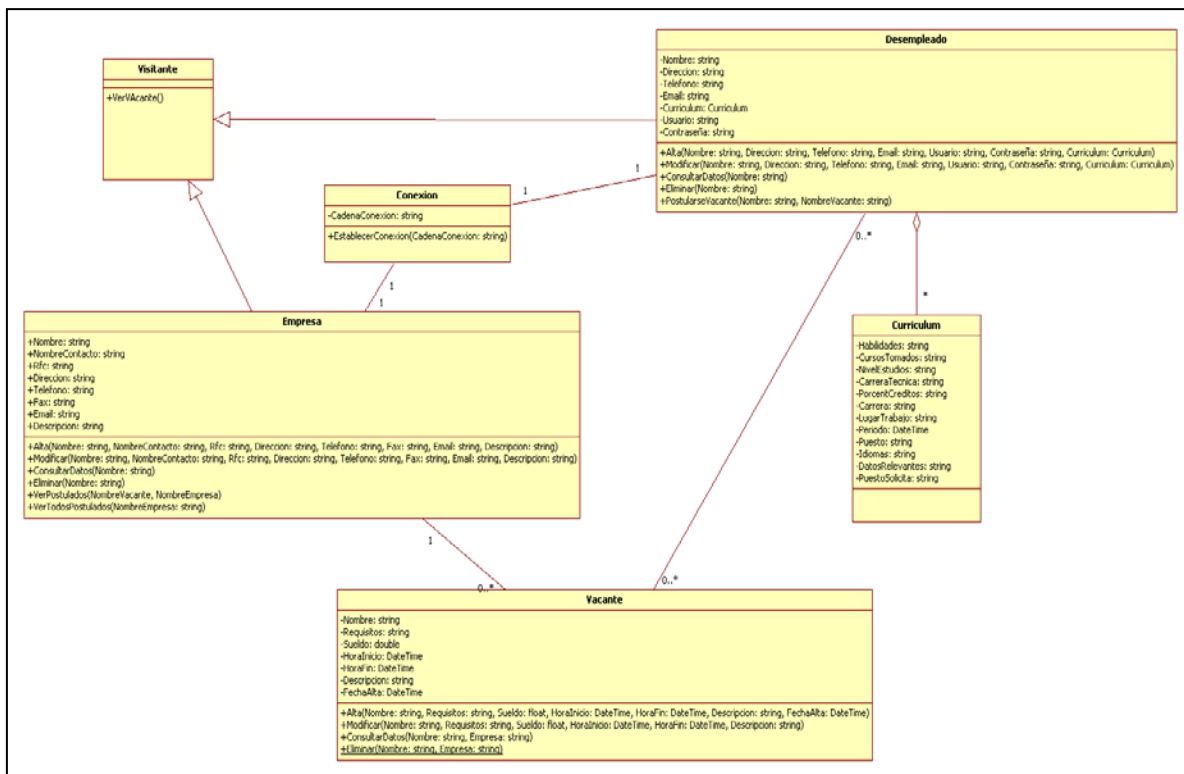 Visitante
+VerVAcante()
Desempleado
-Nombre: string
-Direccion: string
-Telefono: string
-Email: string
-Curriculum: Curriculum
-Usuario: string
-Contraseña: string
+Alta(Nombre: string, Direccion: string, Telefono: string, Email: string, Usuario: string, Contraseña: string, Curriculum: Curriculum)
+Modificar(Nombre: string, Direccion: string, Telefono: string, Email: string, Usuario: string, Contraseña: string, Curriculum: Curriculum)
+ConsultarDatos(Nombre: string)
+Eliminar(Nombre: string)
+PostularseVacante(Nombre: string, NombreVacante: string)
1
1
Conexion
-CadenaConexion: string
+EstablecerConexion(CadenaConexion: string)
1
1
0..*
*
Empresa
+Nombre: string
+NombreContacto: string
+Rfc: string
+Direccion: string
+Telefono: string
+Fax: string
+Email: string
+Descripcion: string
+Alta(Nombre: string, NombreContacto: string, Rfc: string, Direccion: string, Telefono: string, Fax: string, Email: string, Descripcion: string)
+Modificar(Nombre: string, NombreContacto: string, Rfc: string, Direccion: string, Telefono: string, Fax: string, Email: string, Descripcion: string)
+ConsultarDatos(Nombre: string)
+Eliminar(Nombre: string)
+VerPostulados(NombreVacante, NombreEmpresa)
+VerTodosPostulados(NombreEmpresa: string)
Curriculum
-Habilidades: string
-CursosTomados: string
-NivelEstudios: string
-CarreraTecnica: string
-PorcentCreditos: string
-Carrera: string
-LugarTrabajo: string
-Periodo: DateTime
-Puesto: string
-Idiomas: string
-DatosRelevantes: string
-PuestoSolicita: string
1
0..*
0..*
Vacante
-Nombre: string
-Requisitos: string
-Sueldo: double
-HoraInicio: DateTime
-HoraFin: DateTime
-Descripcion: string
-FechaAlta: DateTime
+Alta(Nombre: string, Requisitos: string, Sueldo: float, HoraInicio: DateTime, HoraFin: DateTime, Descripcion: string, FechaAlta: DateTime)
+Modificar(Nombre: string, Requisitos: string, Sueldo: float, HoraInicio: DateTime, HoraFin: DateTime, Descripcion: string)
+ConsultarDatos(Nombre: string, Empresa: string)
+Eliminar(Nombre: string, Empresa: string)